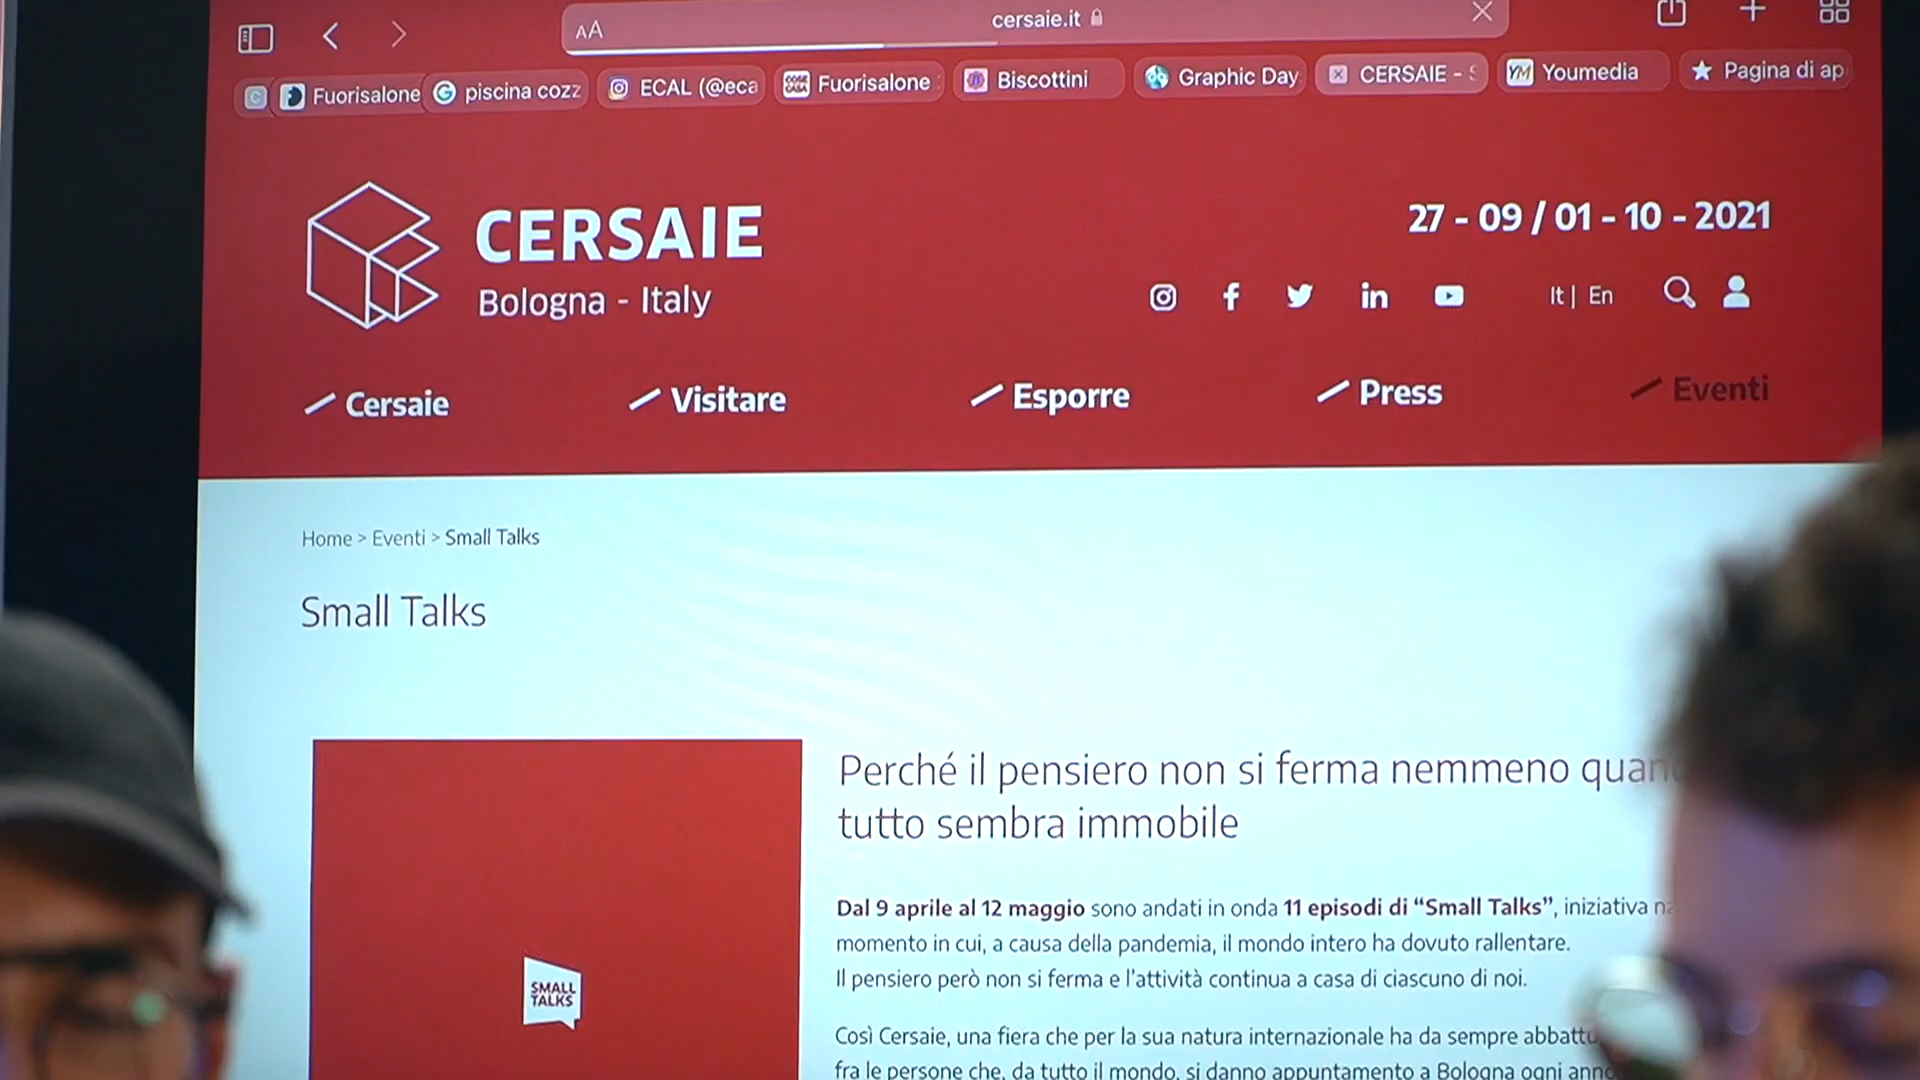 AA
cersaie.it
Fuorisalone
piscina cozz
ECAL (@eca
Fuorisalone
Biscottini
Graphic Day
CERSAIE - S
YM Youmedia
Pagina di ap
CERSAIE
Bologna - Italy
27 - 09 / 01 - 10 - 2021
It | En
Cersaie
Visitare
Esporre
Press
Eventi
Home > Eventi > Small Talks
Small Talks
Perché il pensiero non si ferma nemmeno quan
tutto sembra immobile
Dal 9 aprile al 12 maggio sono andati in onda 11 episodi di “Small Talks”, iniziativa na
momento in cui, a causa della pandemia, il mondo intero ha dovuto rallentare.
Il pensiero però non si ferma e l'attività continua a casa di ciascuno di noi.
Così Cersaie, una fiera che per la sua natura internazionale ha da sempre abbattu
fra le persone che, da tutto il mondo, si danno appuntamento a Bologna ogni anno
SMALL
TALKS